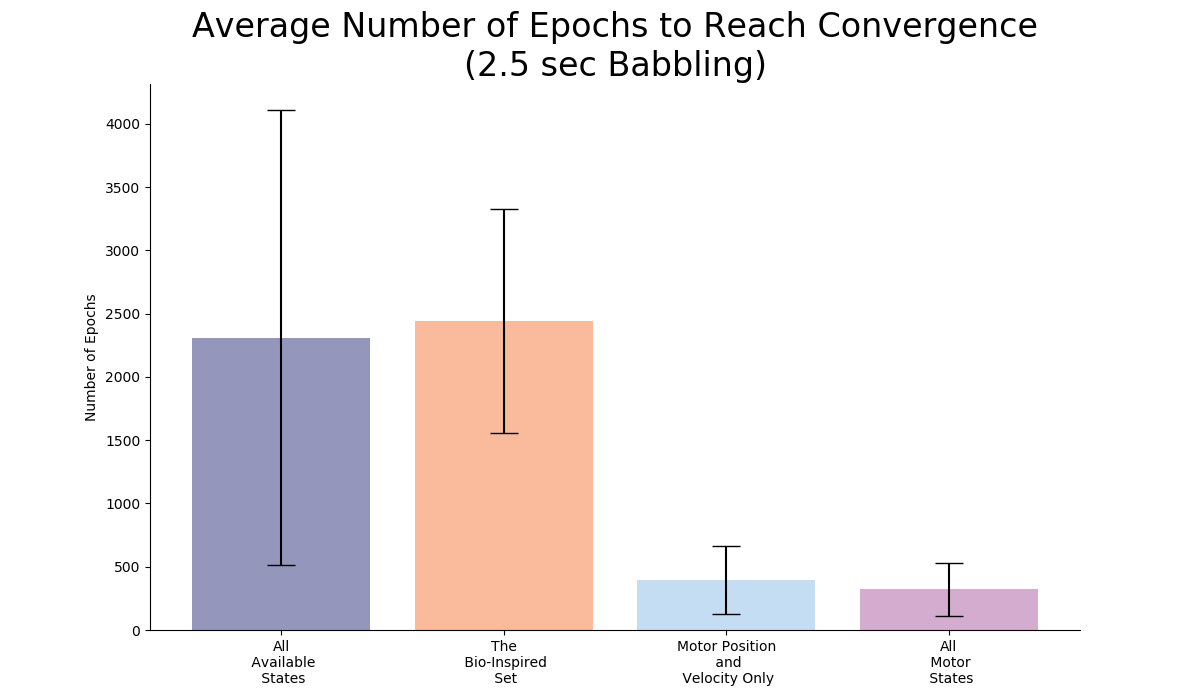 Average Number of Epochs to Reach Convergence
(2.5 sec Babbling)
Number of Epochs
4000
3500
3000
2500
2000
1500
1000
500
0
All
Available
States
The
Bio-Inspired
Set
Motor Position
and
Velocity Only
All
Motor
States